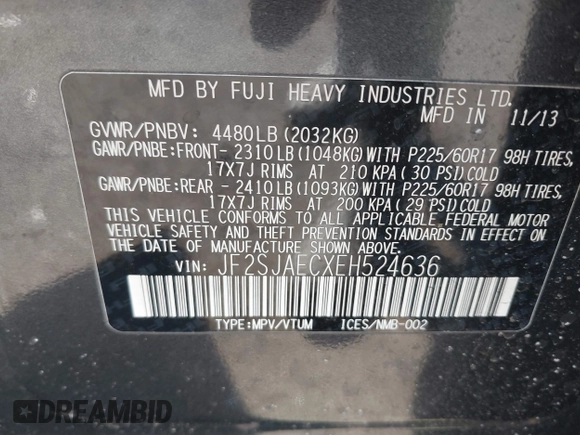 MFD BY FUJI HEAVY INDUSTRIES LTD.
MFD IN 11/13
GVWR/PNBV: 4480LB(2032KG)
GAWR/PNBE:FRONT- 2310LB(1048KG)WITH P225/60R17 98H TIRES,
17X7J RIMS AT 210 KPA ( 30 PSI)COLD
GAWR/PNBE:REAR - 2410LB(1093KG)WITH P225/60R17 98H TIRES,
17X7J RIMS AT 200 KPA ( 29 PSI)COLD
THIS VEHICLE CONFORMS TO ALL APPLICABLE FEDERAL MOTOR
VEHICLE SAFETY AND THEFT PREVENTION STANDARDS IN EFFECT
ON THE DATE OF MANUFACTURE SHOWN ABOVE.
VIN: JF2SJAECXEH524636
TYPE:MPV/VTUM ICES/NMB-002
DREAMBID